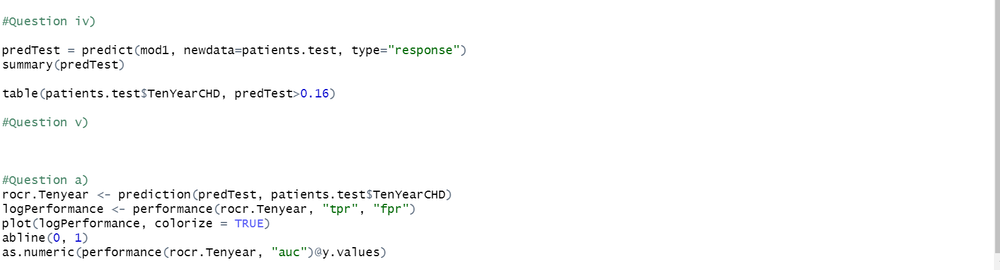 #Question iv)
predTest = predict(mod1, newdata=patients.test, type="response")
summary(predTest)
table(patients.test$TenYearCHD, predTest>0.16)
#Question v)
#Question a)
rocr.Tenyear <- prediction(predTest, patients.test$TenYearCHD)
logPerformance <- performance(rocr.Tenyear, "tpr", "fpr")
plot(logPerformance, colorize = TRUE)
abline(0, 1)
as.numeric(performance(rocr.Tenyear, "auc")@y.values)